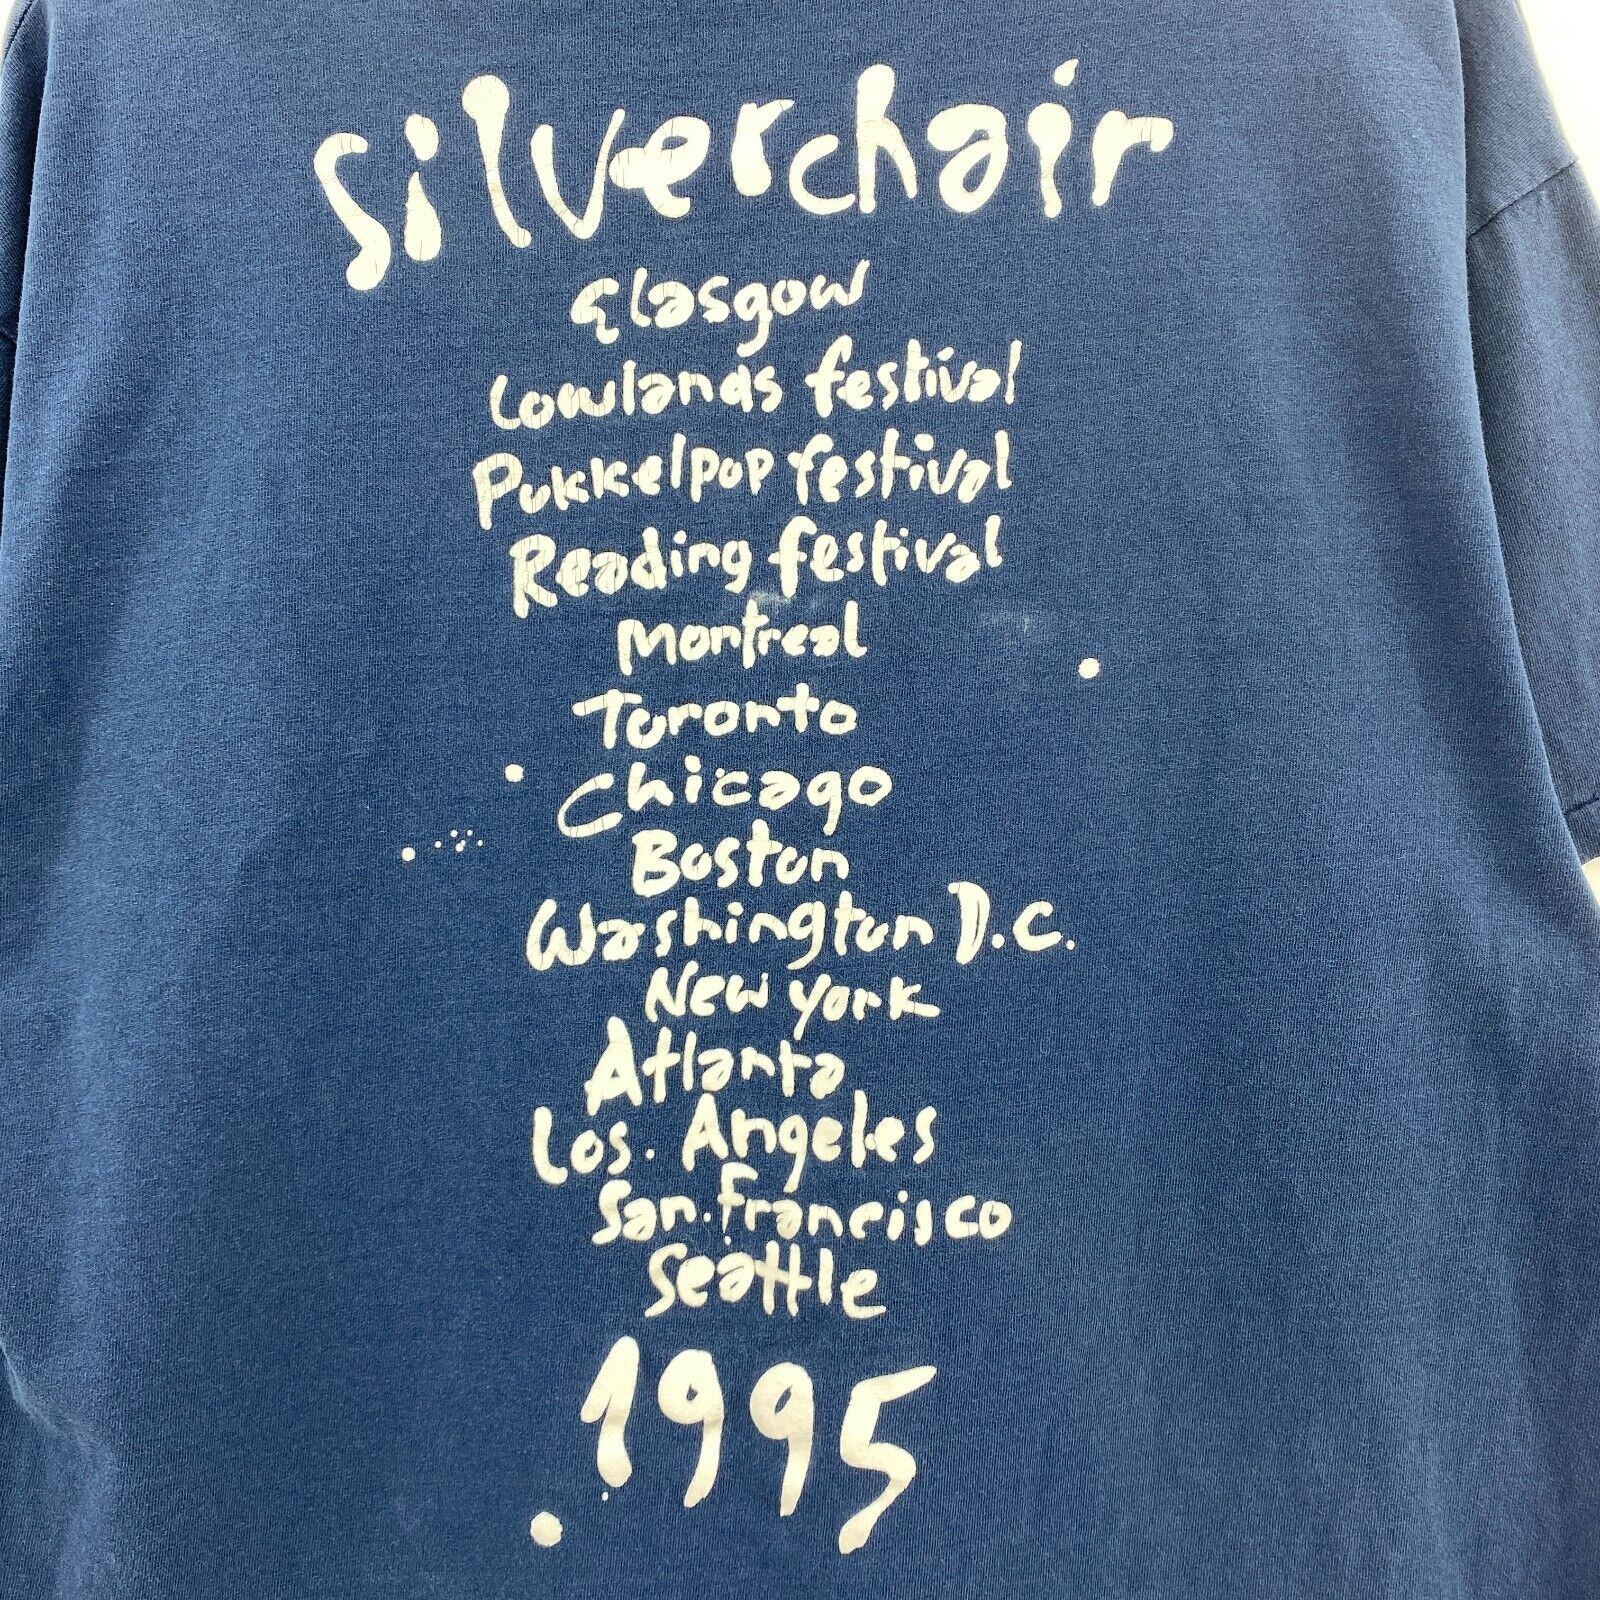 silverchair
Glasgow
Lowlands festival
Pukkelpop festival
Reading festival
Montreal
Toronto
Chicago
Boston
Washington D.C.
New York
Atlanta
Los. Angeles
San. Francisco
Seattle
1995